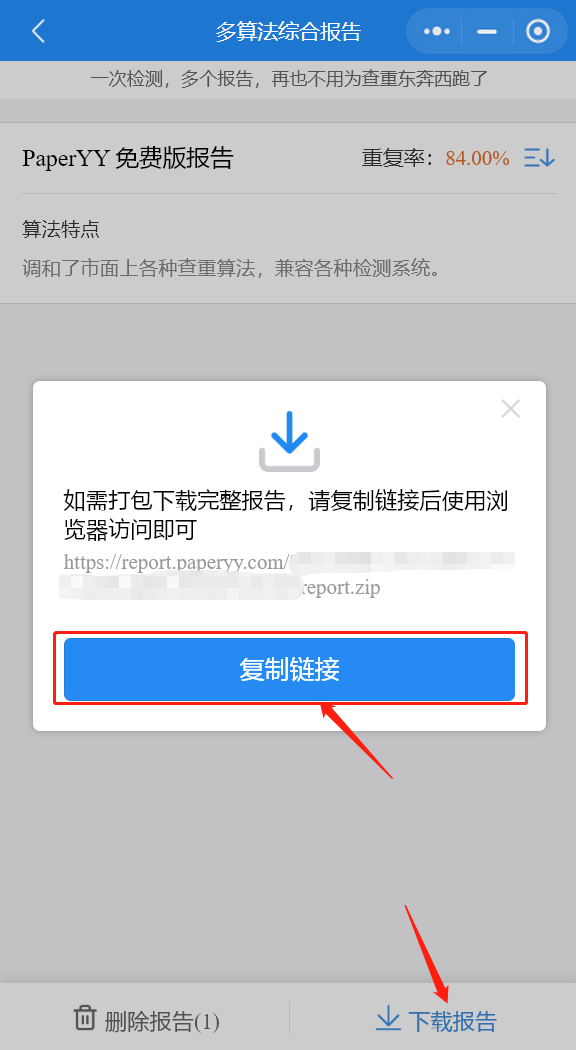 多算法综合报告
一次检测，多个报告，再也不用为查重东奔西跑了
PaperYY 免费版报告 重复率：84.00%
算法特点
调和了市面上各种查重算法，兼容各种检测系统。
如需打包下载完整报告，请复制链接后使用浏
览器访问即可
https://report.paperyy.com/
report.zip
复制链接
删除报告(1) 下载报告